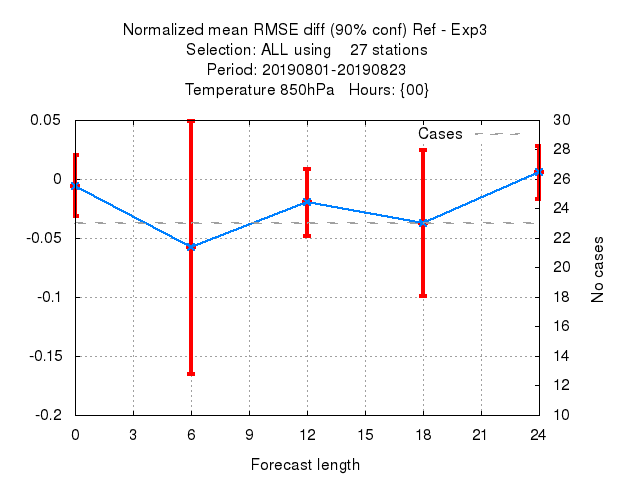 Normalized mean RMSE diff (90% conf) Ref - Exp3
Selection: ALL using    27 stations
Period: 20190801-20190823
Temperature 850hPa   Hours: {00}
Cases
0.05
0
-0.05
-0.1
-0.15
-0.2
30
28
26
24
22
20
18
16
14
12
10
No cases
0 3 6 9 12 15 18 21 24
Forecast length